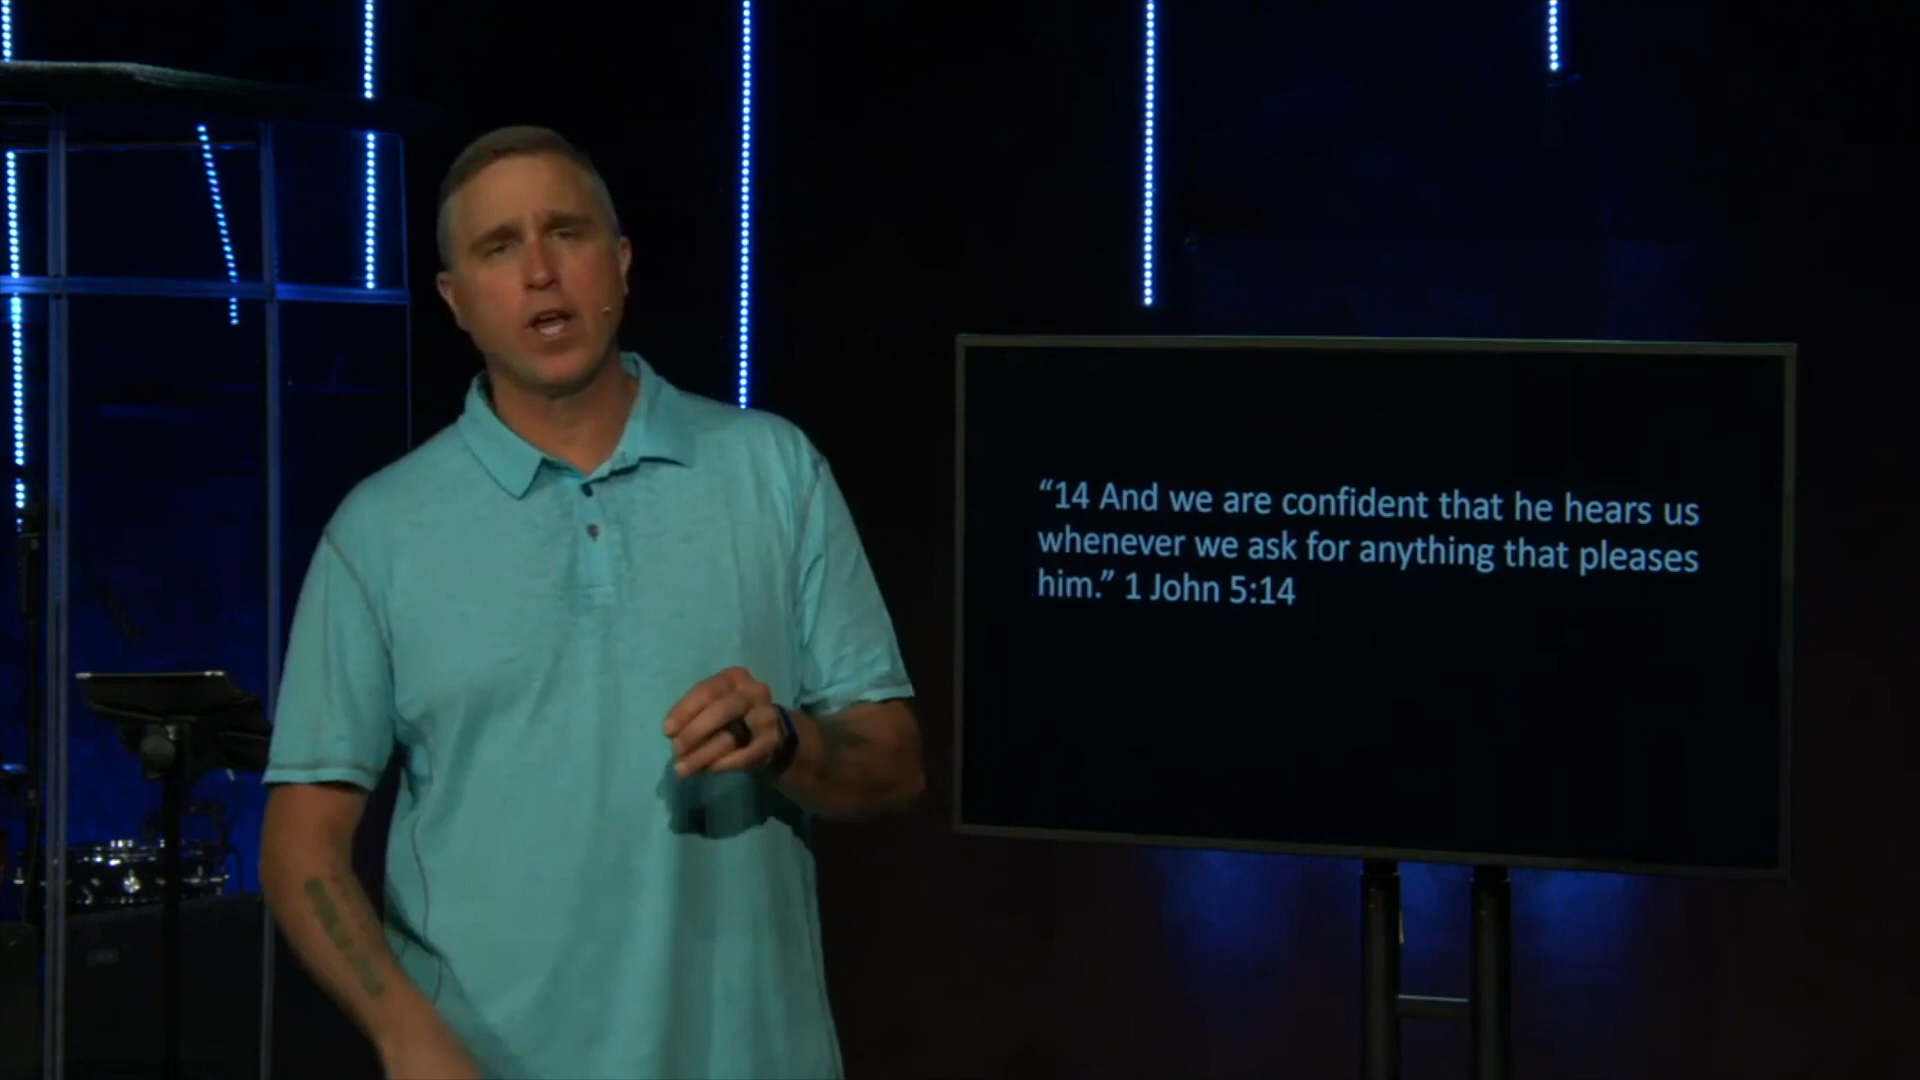 “14 And we are confident that he hears us
whenever we ask for anything that pleases
him.” 1 John 5:14